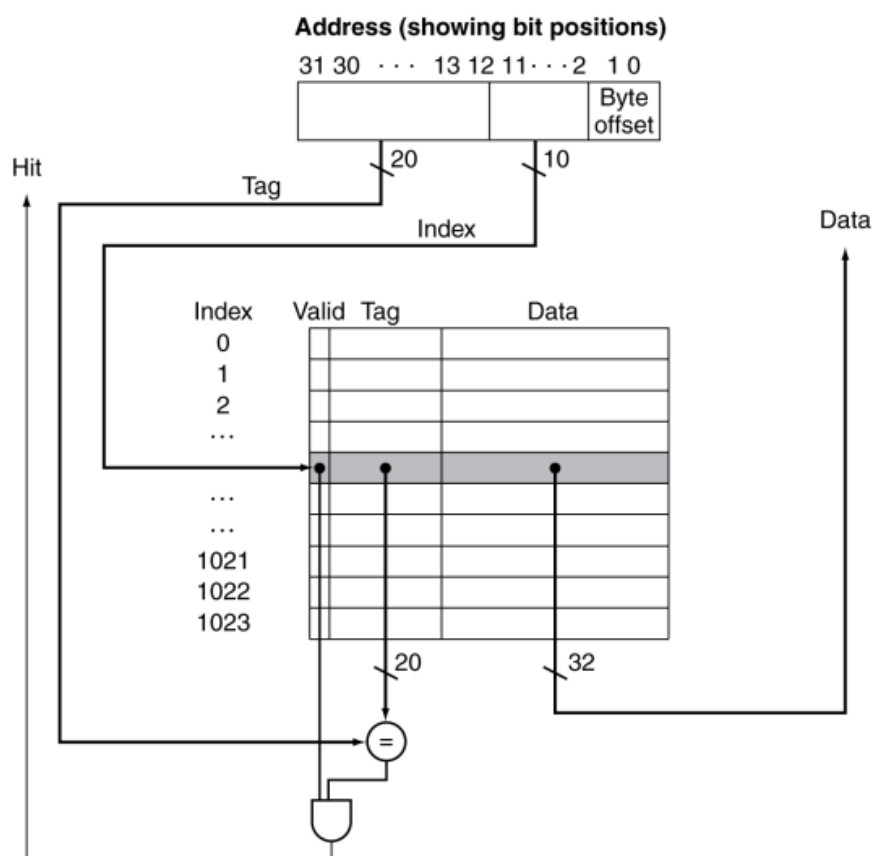 Address (showing bit positions)
31 30 · · · 13 12 11 · · · 2 1 0
Byte
offset
20
10
Hit
Tag
Data
Index
Index Valid Tag Data
0
1
2
...
...
...
1021
1022
1023
20
32
=